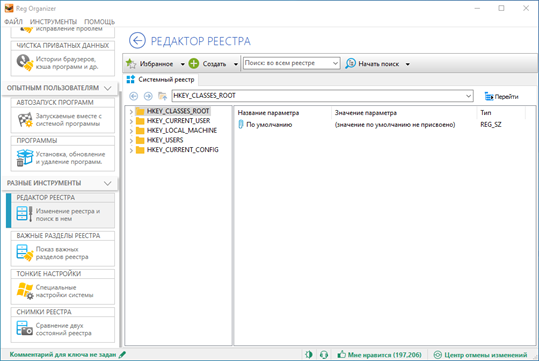 Reg Organizer
ФАЙЛ ИНСТРУМЕНТЫ ПОМОЩЬ
Исправление проблем
ЧИСТКА ПРИВАТНЫХ ДАННЫХ
Истории браузеров,
кэша программ и др.
ОПЫТНЫМ ПОЛЬЗОВАТЕЛЯМ
АВТОЗАПУСК ПРОГРАММ
Запускаемые вместе с
системой программы
ПРОГРАММЫ
Установка, обновление
и удаление программ.
РАЗНЫЕ ИНСТРУМЕНТЫ
РЕДАКТОР РЕЕСТРА
Изменение реестра и
поиск в нем
ВАЖНЫЕ РАЗДЕЛЫ РЕЕСТРА
Показ важных
разделов реестра
ТОНКИЕ НАСТРОЙКИ
Специальные
настройки системы
СНИМКИ РЕЕСТРА
Сравнение двух
состояний реестра
РЕДАКТОР РЕЕСТРА
Избранное Создать Поиск: во всем реестре Начать поиск
Системный реестр
HKEY_CLASSES_ROOT Перейти
HKEY_CLASSES_ROOT
HKEY_CURRENT_USER
HKEY_LOCAL_MACHINE
HKEY_USERS
HKEY_CURRENT_CONFIG
Название параметра Значение параметра Тип
По умолчанию (значение по умолчанию не присвоено) REG_SZ
Комментарий для ключа не задан Мне нравится (197,206) Центр отмены изменений